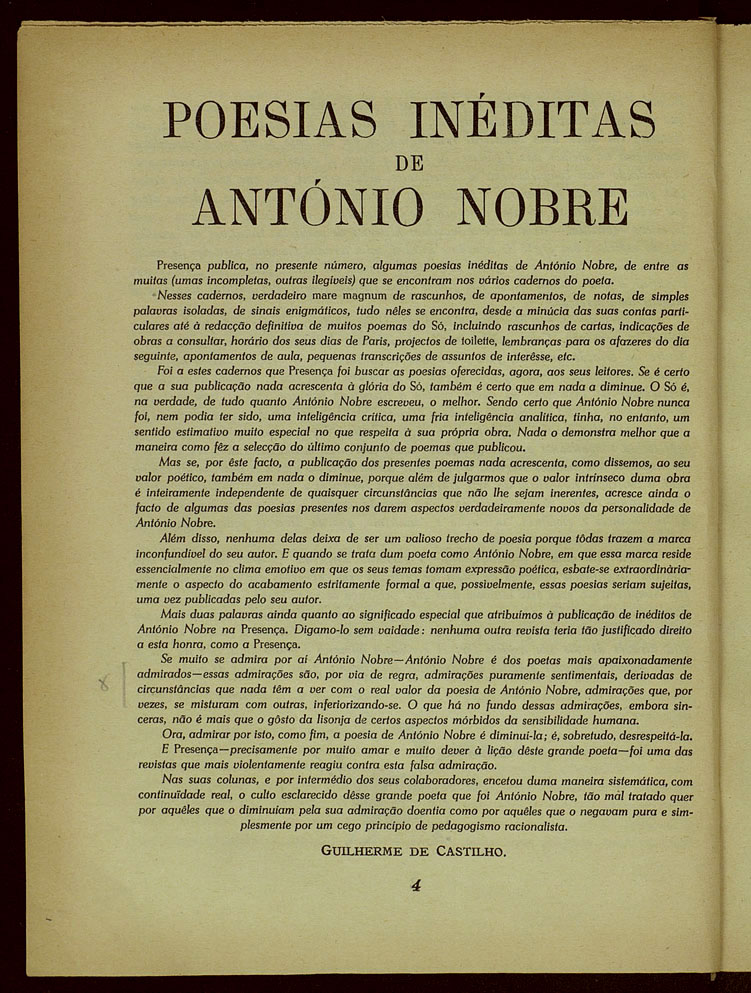 POESIAS INÉDITAS
DE
ANTÓNIO NOBRE
Presença publica, no presente número, algumas poesias inéditas de António Nobre, de entre as
muitas (umas incompletas, outras ilegíveis) que se encontram nos vários cadernos do poeta.
Nesses cadernos, verdadeiro mare magnum de rascunhos, de apontamentos, de notas, de simples
palavras isoladas, de sinais enigmáticos, tudo nêles se encontra, desde a minúcia das suas contas parti-
culares até à redacção definitiva de muitos poemas do Só, incluindo rascunhos de cartas, indicações de
obras a consultar, horário dos seus dias de Paris, projectos de toilette, lembranças para os afazeres do dia
seguinte, apontamentos de aula, pequenas transcrições de assuntos de interêsse, etc.
Foi a estes cadernos que Presença foi buscar as poesias oferecidas, agora, aos seus leitores. Se é certo
que a sua publicação nada acrescenta à glória do Só, também é certo que em nada a diminue. O Só é,
na verdade, de tudo quanto António Nobre escreveu, o melhor. Sendo certo que António Nobre nunca
foi, nem podia ter sido, uma inteligência crítica, uma fria inteligência analítica, tinha, no entanto, um
sentido estimativo muito especial no que respeita à sua própria obra. Nada o demonstra melhor que a
maneira como fêz a selecção do último conjunto de poemas que publicou.
Mas se, por êste facto, a publicação dos presentes poemas nada acrescenta, como dissemos, ao seu
valor poético, também em nada o diminue, porque além de julgarmos que o valor intrínseco duma obra
é inteiramente independente de quaisquer circunstâncias que não lhe sejam inerentes, acresce ainda o
facto de algumas das poesias presentes nos darem aspectos verdadeiramente novos da personalidade de
António Nobre.
Além disso, nenhuma delas deixa de ser um valioso trecho de poesia porque tôdas trazem a marca
inconfundível do seu autor. E quando se trata dum poeta como António Nobre, em que essa marca reside
essencialmente no clima emotivo em que os seus temas tomam expressão poética, esbate-se extraordinària-
mente o aspecto do acabamento estritamente formal a que, possivelmente, essas poesias seriam sujeitas,
uma vez publicadas pelo seu autor.
Mais duas palavras ainda quanto ao significado especial que atribuímos à publicação de inéditos de
António Nobre na Presença. Digamo-lo sem vaidade: nenhuma outra revista teria tão justificado direito
a esta honra, como a Presença.
Se muito se admira por aí António Nobre—António Nobre é dos poetas mais apaixonadamente
admirados—essas admirações são, por via de regra, admirações puramente sentimentais, derivadas de
circunstâncias que nada têm a ver com o real valor da poesia de António Nobre, admirações que, por
vezes, se misturam com outras, inferiorizando-se. O que há no fundo dessas admirações, embora sin-
ceras, não é mais que o gôsto da lisonja de certos aspectos mórbidos da sensibilidade humana.
Ora, admirar por isto, como fim, a poesia de António Nobre é diminuí-la; é, sobretudo, desrespeitá-la.
E Presença—precisamente por muito amar e muito dever à lição dêste grande poeta—foi uma das
revistas que mais violentamente reagiu contra esta falsa admiração.
Nas suas colunas, e por intermédio dos seus colaboradores, encetou duma maneira sistemática, com
continuïdade real, o culto esclarecido dêsse grande poeta que foi António Nobre, tão mal tratado quer
por aquêles que o diminuíam pela sua admiração doentia como por aquêles que o negavam pura e sim-
plesmente por um cego princípio de pedagogismo racionalista.
GUILHERME DE CASTILHO.
4